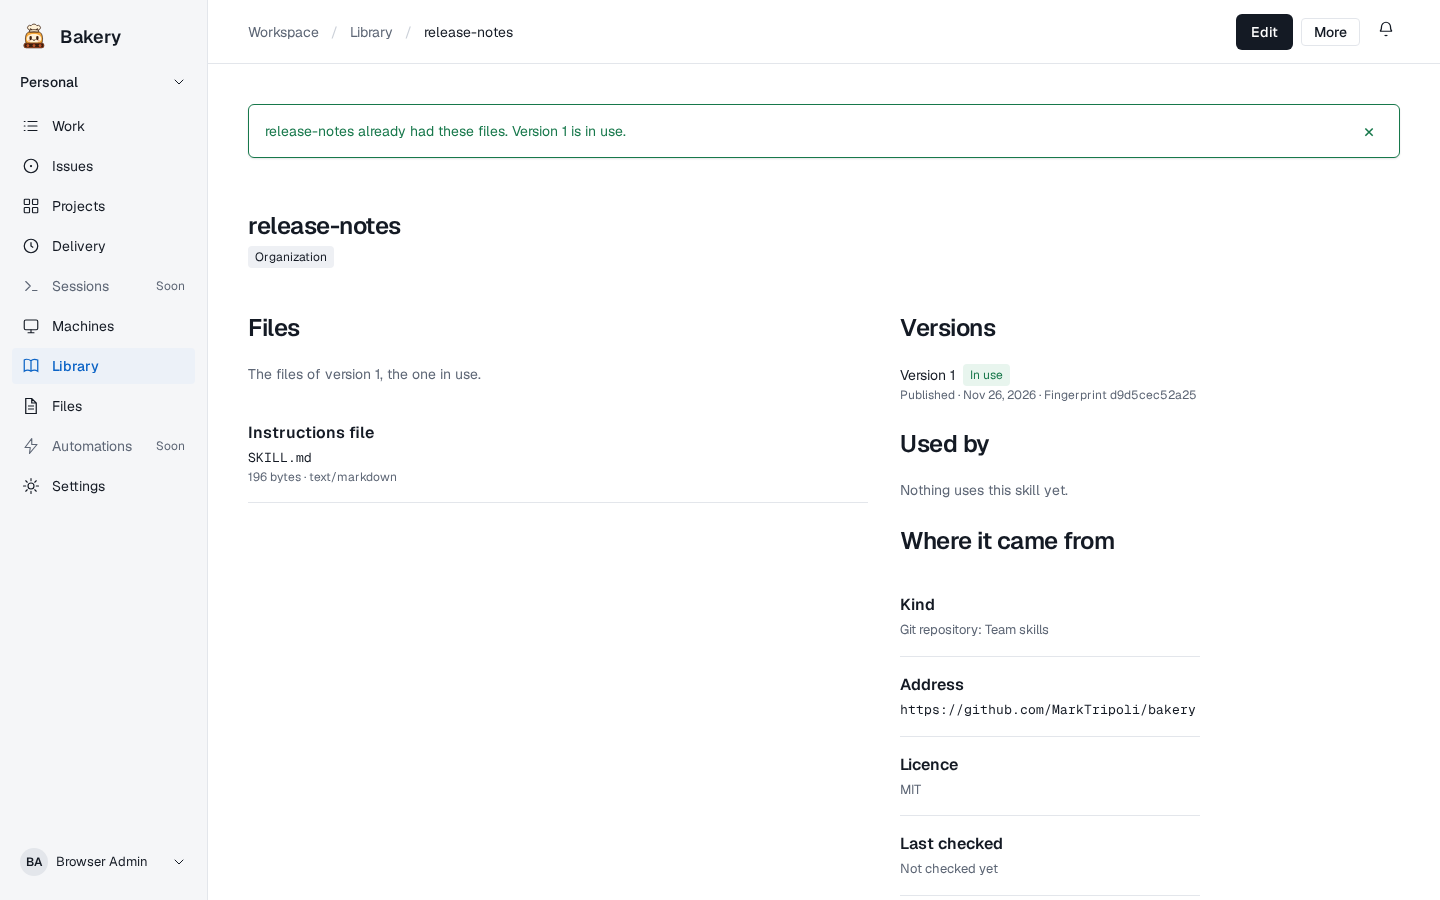 Bakery
Personal
Work
Issues
Projects
Delivery
Sessions Soon
Machines
Library
Files
Automations Soon
Settings
BA Browser Admin
Workspace / Library / release-notes
Edit
More
release-notes already had these files. Version 1 is in use.
release-notes
Organization
Files
The files of version 1, the one in use.
Instructions file
SKILL.md
196 bytes · text/markdown
Versions
Version 1 In use
Published · Nov 26, 2026 · Fingerprint d9d5cec52a25
Used by
Nothing uses this skill yet.
Where it came from
Kind
Git repository: Team skills
Address
https://github.com/MarkTripoli/bakery
Licence
MIT
Last checked
Not checked yet